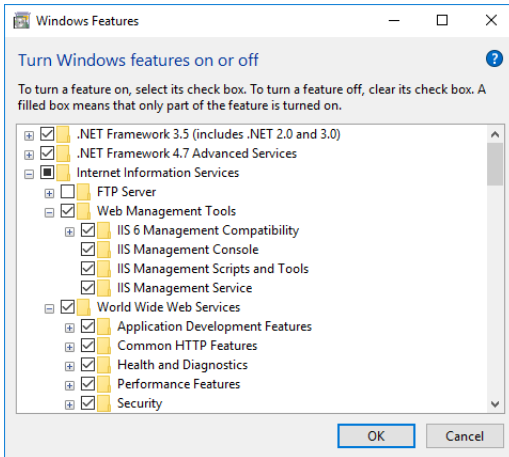 Windows Features
Turn Windows features on or off
?
To turn a feature on, select its check box. To turn a feature off, clear its check box. A
filled box means that only part of the feature is turned on.
.NET Framework 3.5 (includes .NET 2.0 and 3.0)
.NET Framework 4.7 Advanced Services
Internet Information Services
FTP Server
Web Management Tools
IIS 6 Management Compatibility
IIS Management Console
IIS Management Scripts and Tools
IIS Management Service
World Wide Web Services
Application Development Features
Common HTTP Features
Health and Diagnostics
Performance Features
Security
OK Cancel